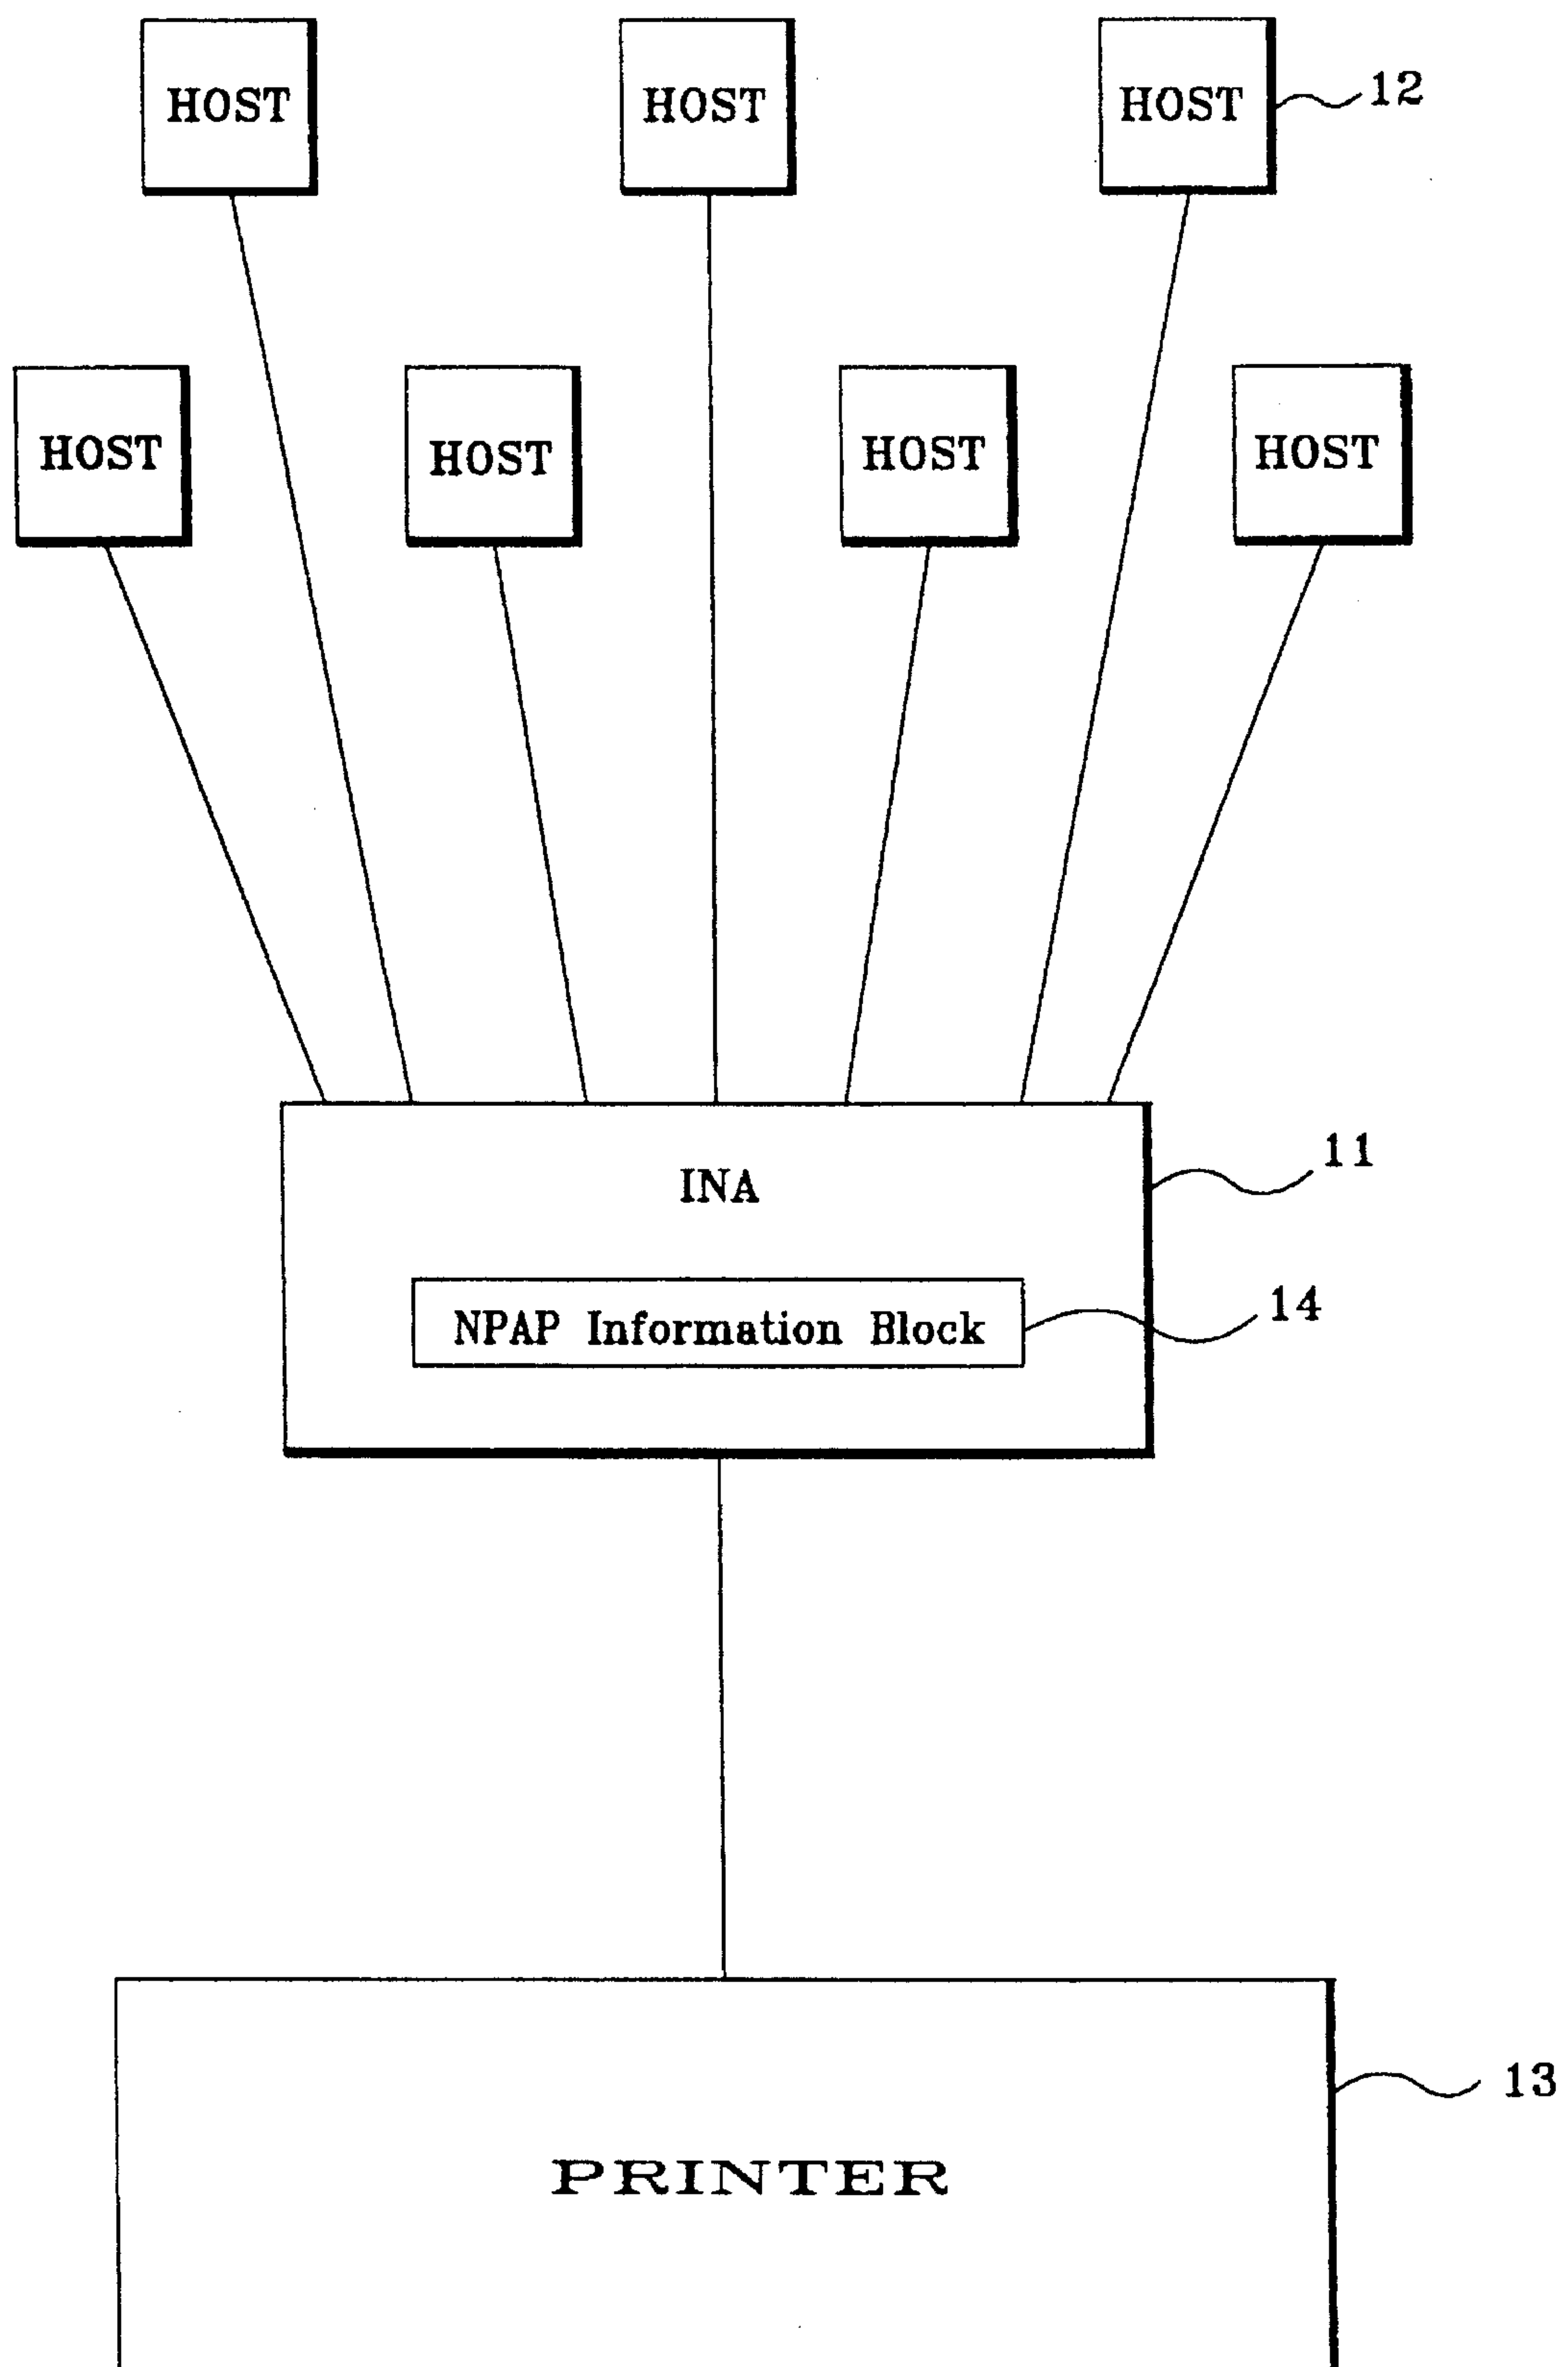 HOST HOST HOST 12
HOST HOST HOST HOST
INA 11
NPAP Information Block 14
PRINTER 13